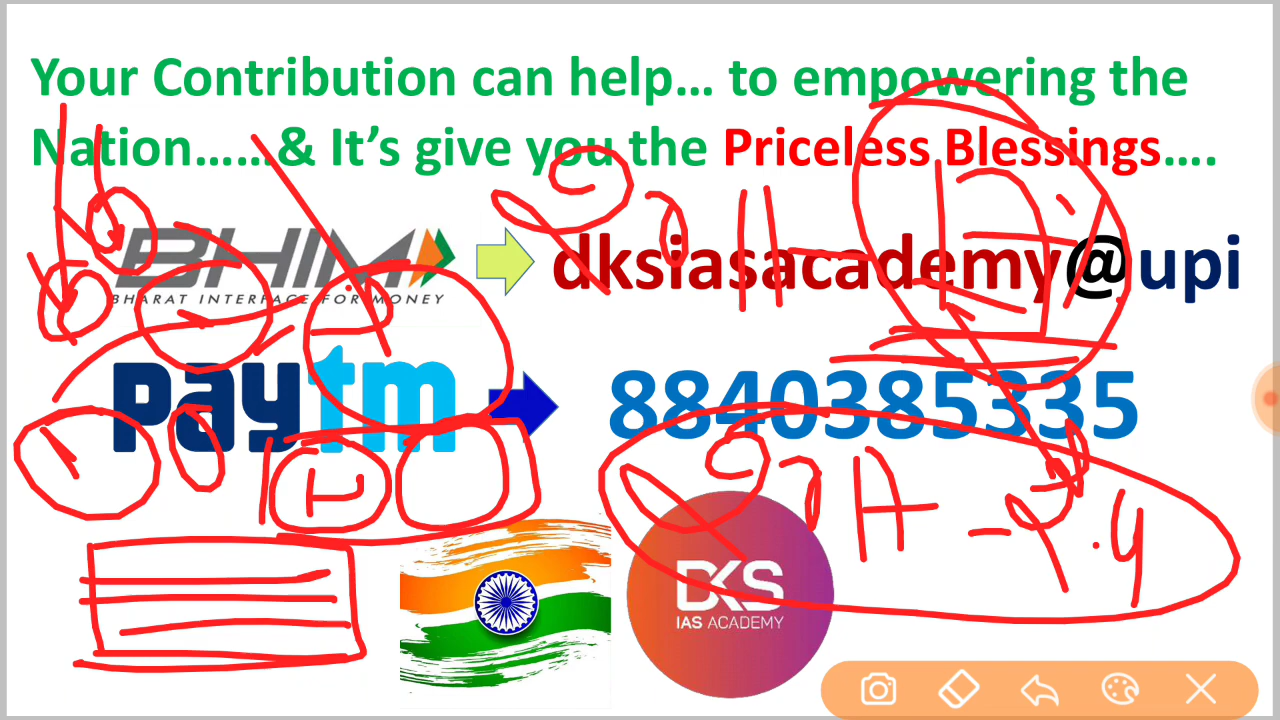 Your Contribution can help... to empowering the
Nation......& It's give you the Priceless Blessings....
BHIM
BHARAT INTERFACE FOR MONEY
dksiasacademy@upi
paytm
8840385335
DKS
IAS ACADEMY